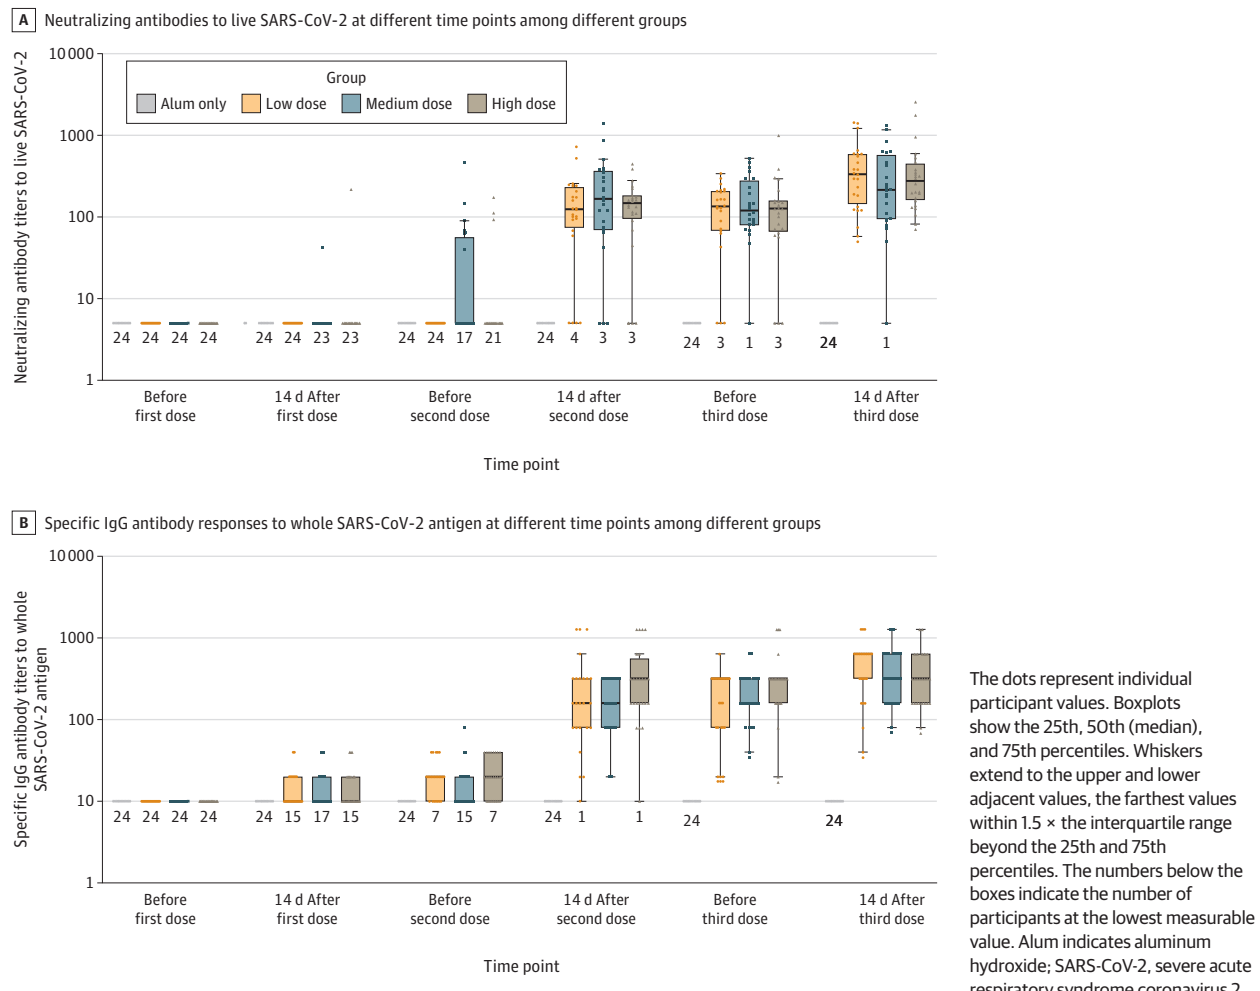 A Neutralizing antibodies to live SARS-CoV-2 at different time points among different groups
Neutralizing antibody titers to live SARS-CoV-2
10 000
1000
100
10
1
Group
Alum only Low dose Medium dose High dose
24 24 24 24 24 24 23 23 24 24 17 21 24 4 3 3 24 3 1 3 24 1
Before first dose
14 d After first dose
Before second dose
14 d after second dose
Before third dose
14 d After third dose
Time point
B Specific IgG antibody responses to whole SARS-CoV-2 antigen at different time points among different groups
Specific IgG antibody titers to whole
SARS-CoV-2 antigen
10 000
1000
100
10
1
24 24 24 24 24 15 17 15 24 7 15 7 24 1 1 24 24
Before first dose
14 d After first dose
Before second dose
14 d After second dose
Before third dose
14 d After third dose
Time point
The dots represent individual
participant values. Boxplots
show the 25th, 50th (median),
and 75th percentiles. Whiskers
extend to the upper and lower
adjacent values, the farthest values
within 1.5 × the interquartile range
beyond the 25th and 75th
percentiles. The numbers below the
boxes indicate the number of
participants at the lowest measurable
value. Alum indicates aluminum
hydroxide; SARS-CoV-2, severe acute
respiratory syndrome coronavirus 2